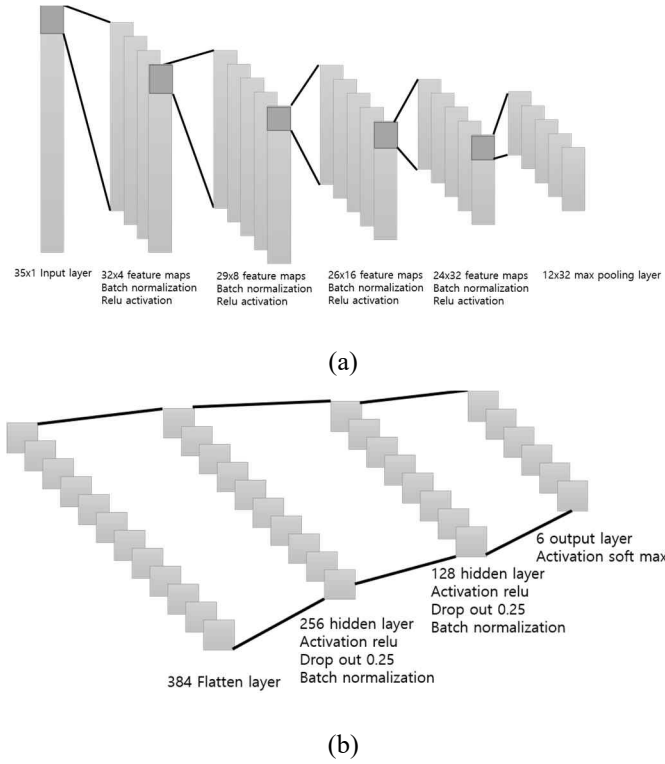 35x1 Input layer
32x4 feature maps
Batch normalization
Relu activation
29x8 feature maps
Batch normalization
Relu activation
26x16 feature maps
Batch normalization
Relu activation
24x32 feature maps
Batch normalization
Relu activation
12x32 max pooling layer
(a)
384 Flatten layer
256 hidden layer
Activation relu
Drop out 0.25
Batch normalization
128 hidden layer
Activation relu
Drop out 0.25
Batch normalization
6 output layer
Activation soft max
(b)